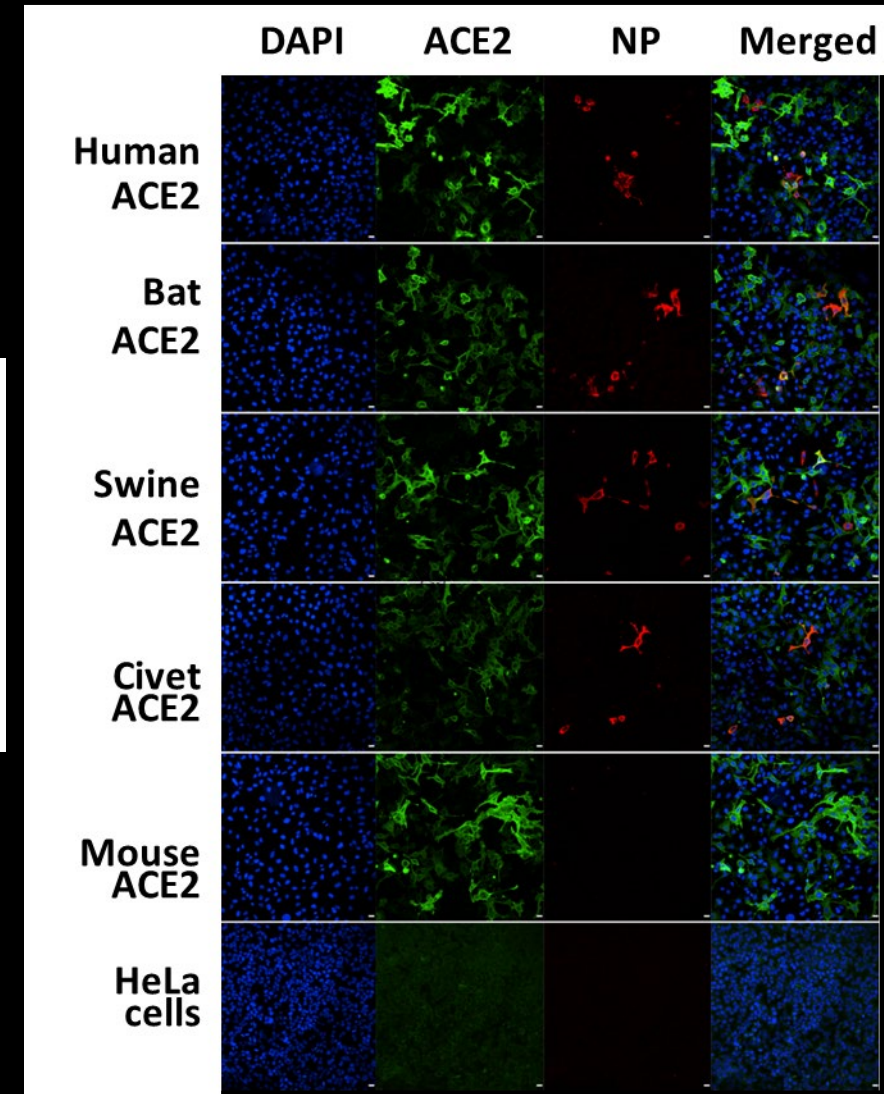 DAPI ACE2 NP Merged
Human
ACE2
Bat
ACE2
Swine
ACE2
Civet
ACE2
Mouse
ACE2
HeLa
cells